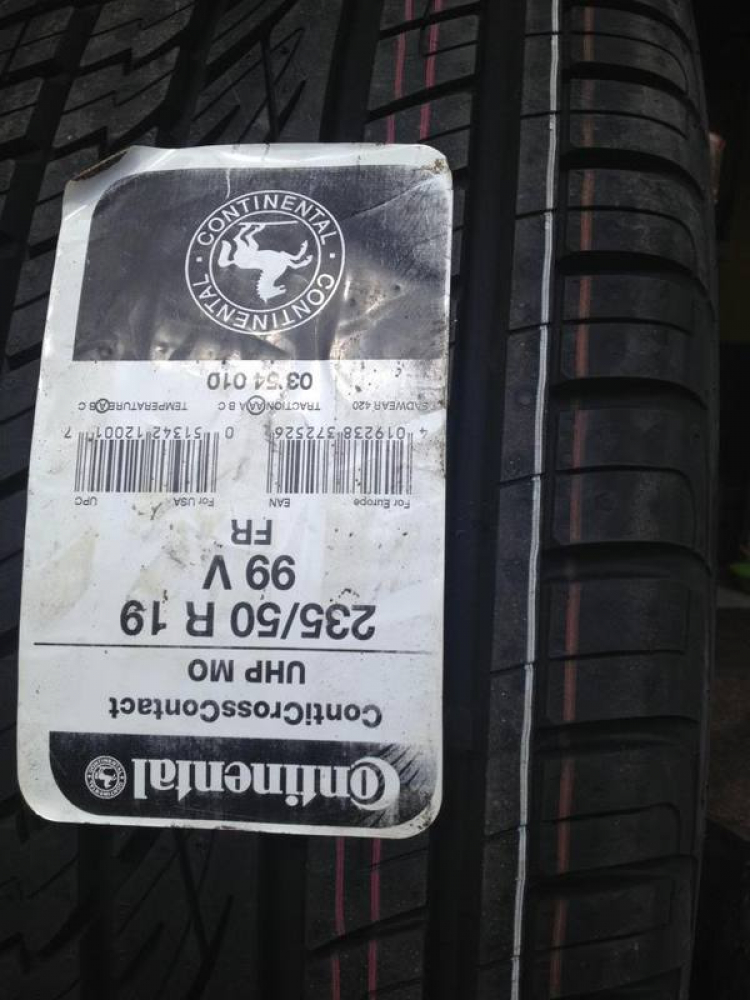 Continental
CONTINENTAL
ContiCrossContact
UHP MO
235/50 R 19
99 V
FR
For Europe EAN For USA UPC
4 019238 372526 0 51342 12001 7
TREADWEAR 420 TRACTION AA A B C TEMPERATURE A B C
03 54 010
CONTINENTAL · CONTINENTAL ·